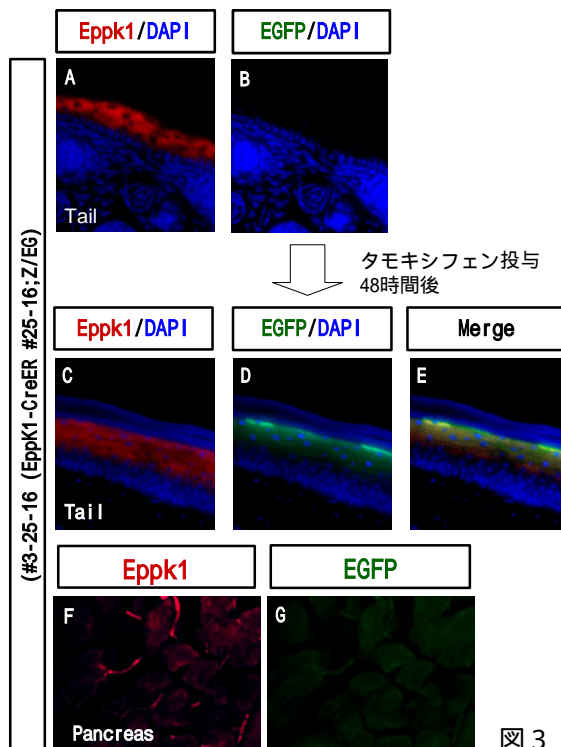 Eppk1/DAPI
EGFP/DAPI
A
B
Tail
タモキシフェン投与
48時間後
Eppk1/DAPI
EGFP/DAPI
Merge
C
D
E
Tail
Eppk1
EGFP
F
G
Pancreas
(#3-25-16 (EppK1-CreER #25-16;Z/EG)
図3